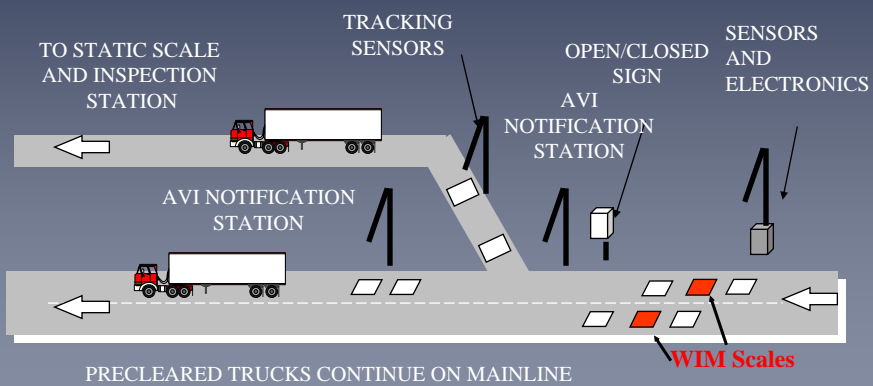 TO STATIC SCALE
AND INSPECTION
STATION
TRACKING
SENSORS
OPEN/CLOSED
SIGN
SENSORS
AND
ELECTRONICS
AVI
NOTIFICATION
STATION
AVI NOTIFICATION
STATION
WIM Scales
PRECLEARED TRUCKS CONTINUE ON MAINLINE